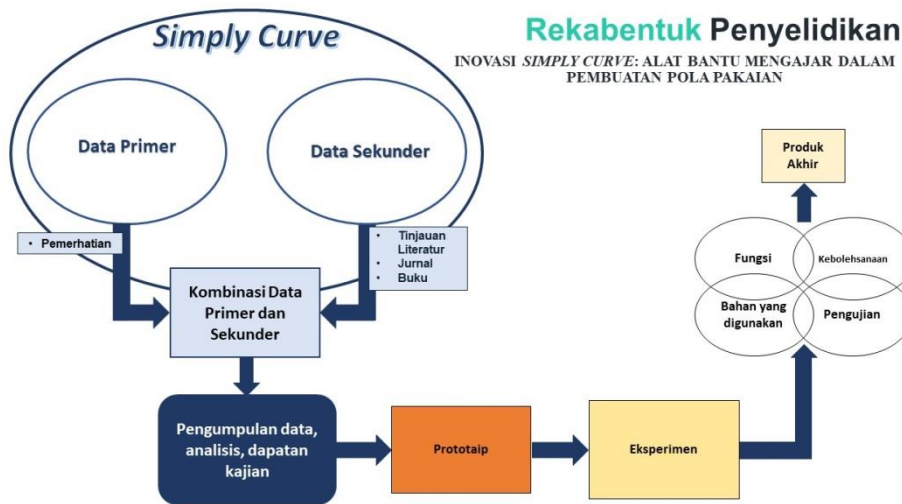 Simply Curve
Rekabentuk Penyelidikan
INOVASI SIMPLY CURVE: ALAT BANTU MENGAJAR DALAM
PEMBUATAN POLA PAKAIAN
Data Primer
Data Sekunder
• Pemerhatian
• Tinjauan
Literatur
• Jurnal
• Buku
Kombinasi Data
Primer dan
Sekunder
Pengumpulan data,
analisis, dapatan
kajian
Prototaip
Eksperimen
Fungsi
Kebolehsanaan
Bahan yang
digunakan
Pengujian
Produk
Akhir